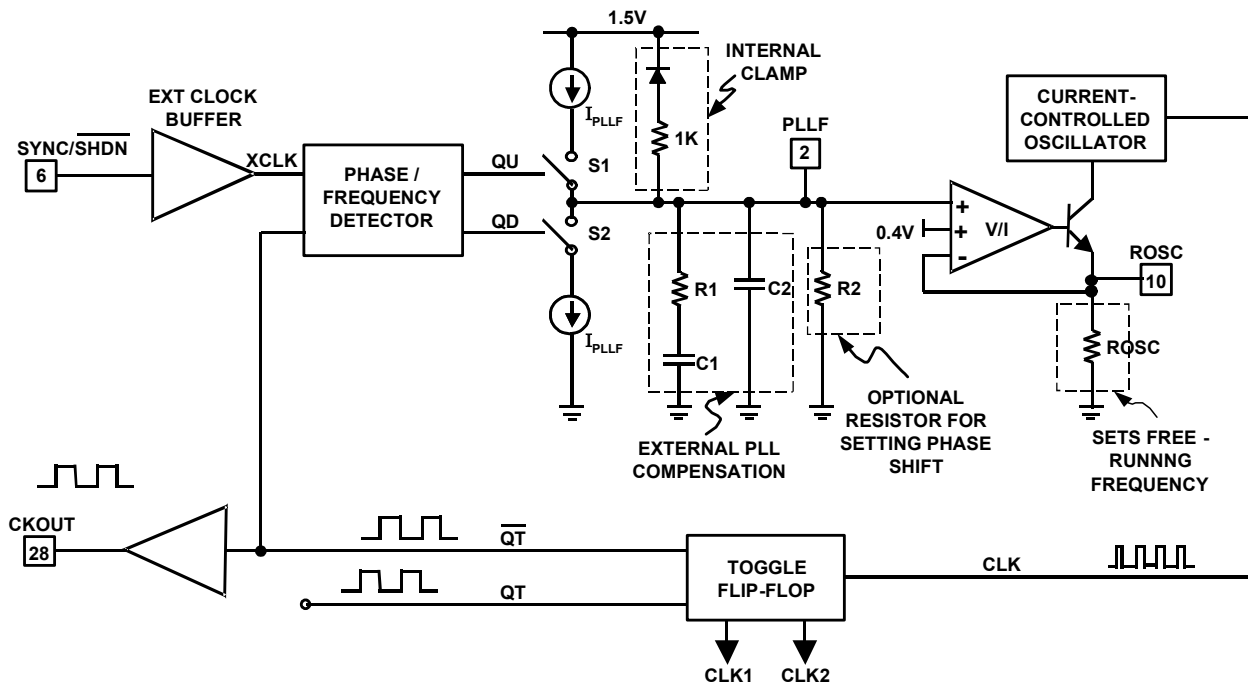 1.5V
INTERNAL
CLAMP
EXT CLOCK
BUFFER
I_PLLF
CURRENT-
CONTROLLED
OSCILLATOR
SYNC/SHDN
6
XCLK
PHASE /
FREQUENCY
DETECTOR
QU
S1
1K
PLLF
2
QD
S2
+
0.4V
+
V/I
-
ROSC
10
R1
C2
R2
I_PLLF
C1
ROSC
EXTERNAL PLL
COMPENSATION
OPTIONAL
RESISTOR FOR
SETTING PHASE
SHIFT
SETS FREE -
RUNNNG
FREQUENCY
CKOUT
28
QT
QT
TOGGLE
FLIP-FLOP
CLK
CLK1
CLK2